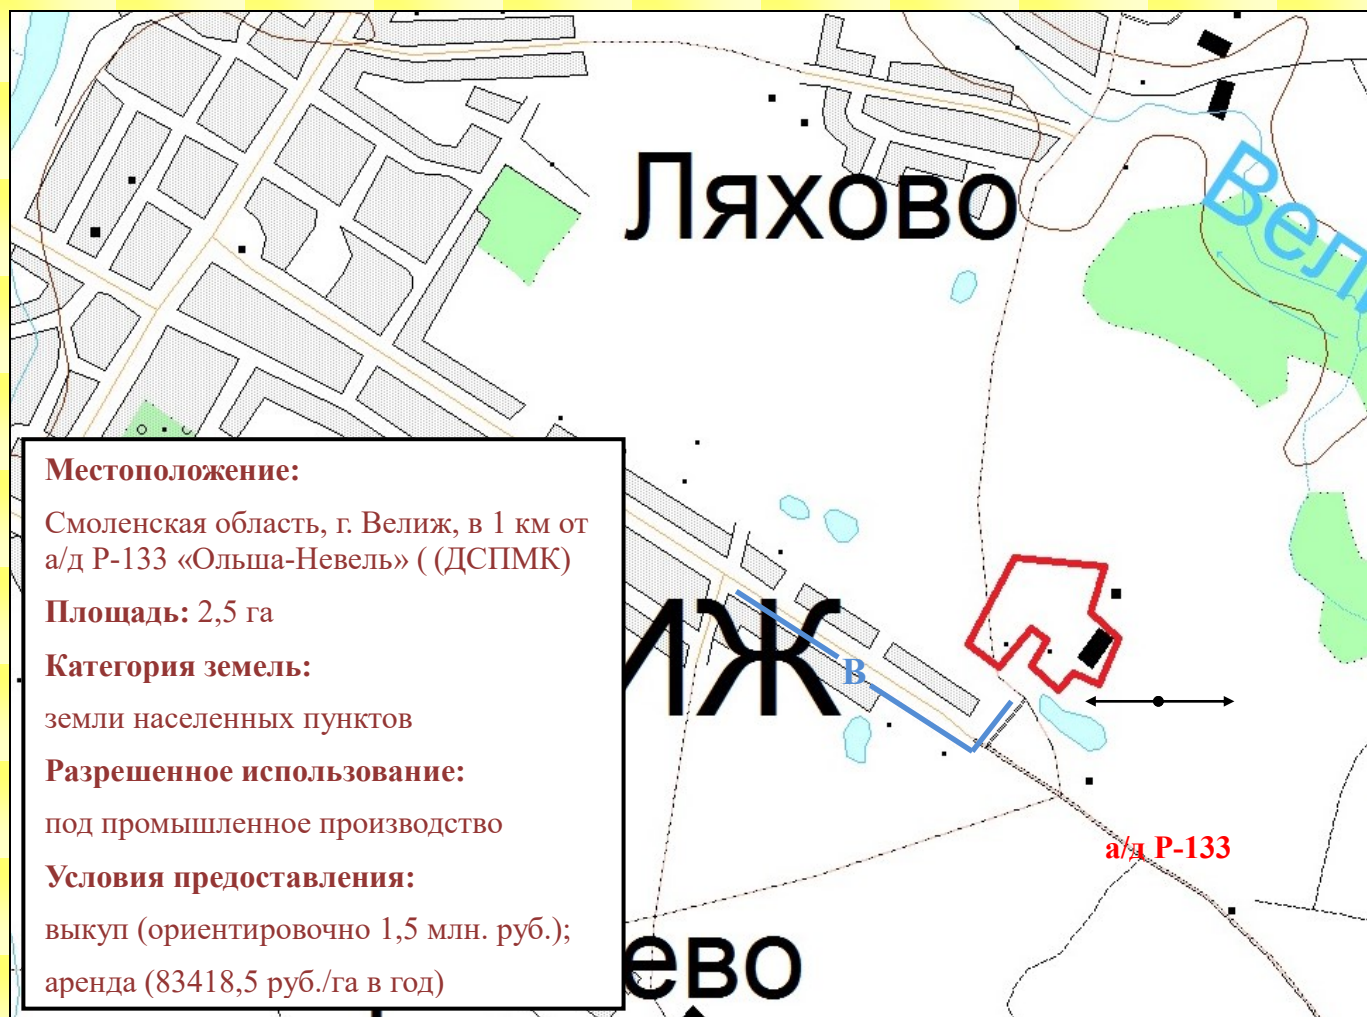 Ляхово
Вел
Местоположение:
Смоленская область, г. Велиж, в 1 км от
а/д Р-133 «Ольша-Невель» ( (ДСПМК)
Площадь: 2,5 га
Категория земель:
земли населенных пунктов
Разрешенное использование:
под промышленное производство
Условия предоставления:
выкуп (ориентировочно 1,5 млн. руб.);
аренда (83418,5 руб./га в год)
ИЖ
В
а/д Р-133
ево